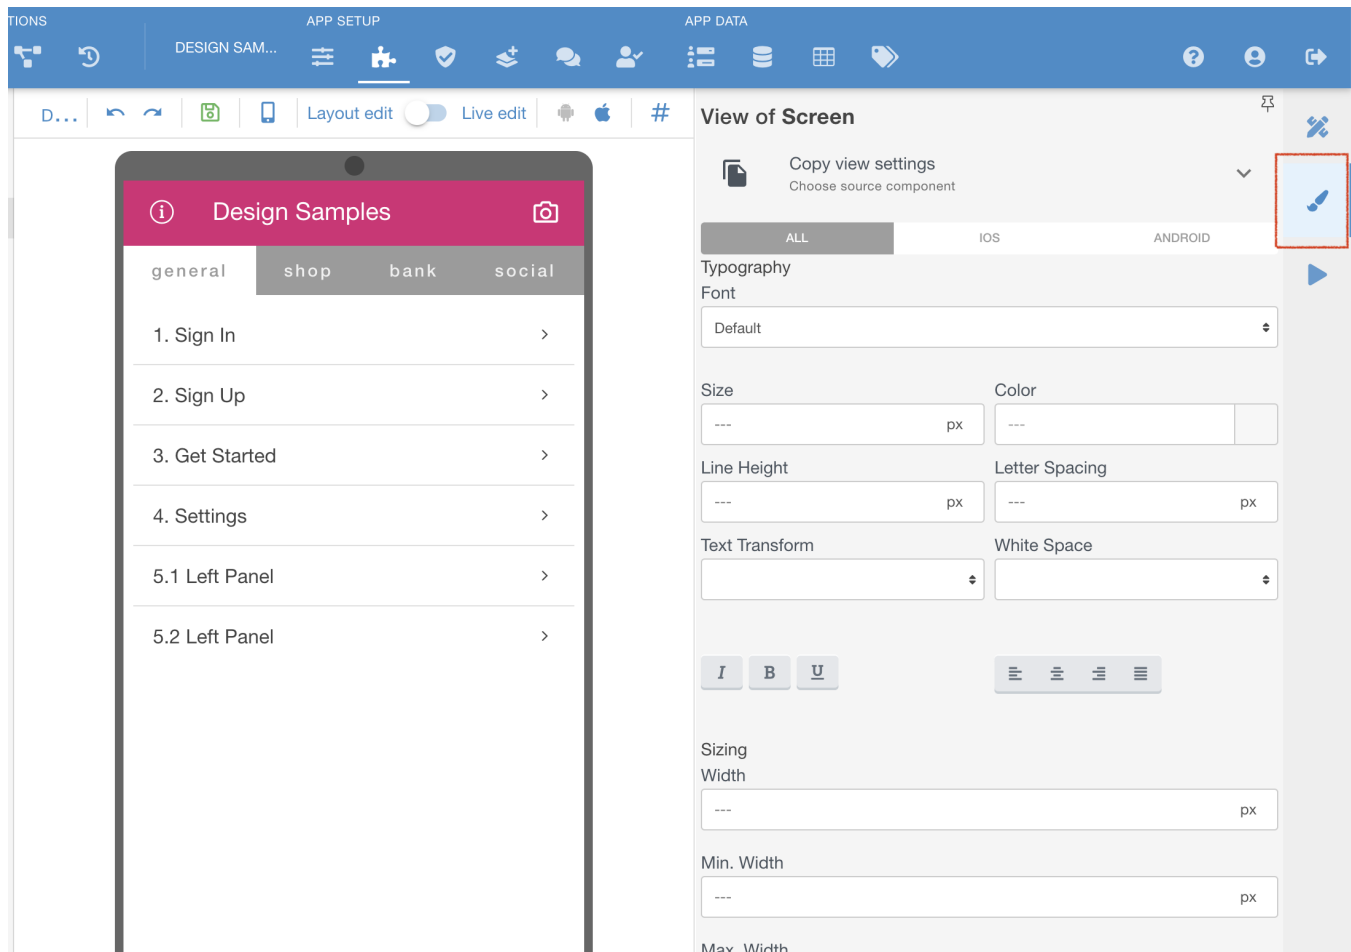 TIONS
APP SETUP
APP DATA
DESIGN SAM...
D...
Layout edit
Live edit
#
Design Samples
general
shop
bank
social
1. Sign In
2. Sign Up
3. Get Started
4. Settings
5.1 Left Panel
5.2 Left Panel
View of Screen
Copy view settings
Choose source component
ALL
IOS
ANDROID
Typography
Font
Default
Size
Color
--- px
---
Line Height
Letter Spacing
--- px
--- px
Text Transform
White Space
I
B
U
Sizing
Width
--- px
Min. Width
--- px
Max. Width